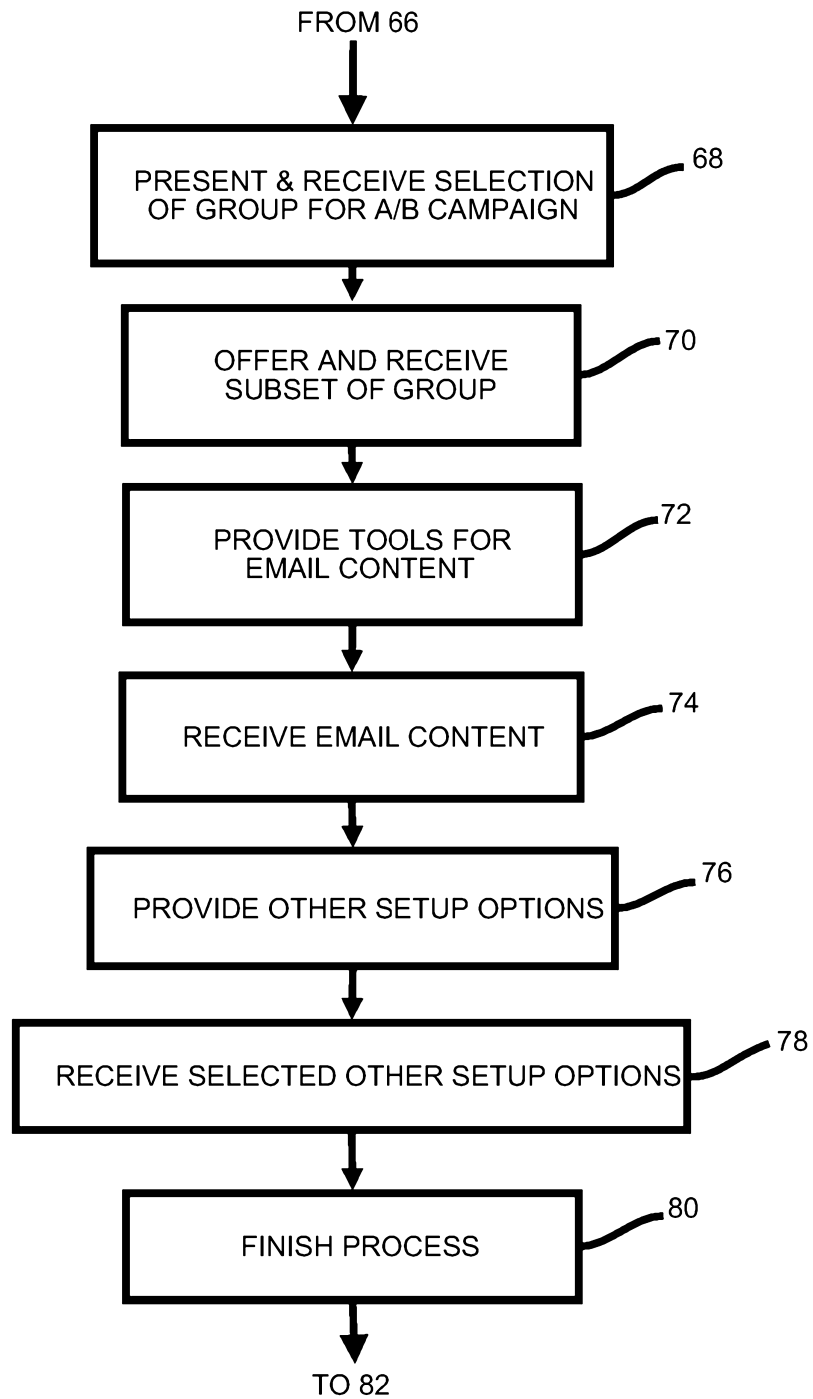 FROM 66
PRESENT & RECEIVE SELECTION
OF GROUP FOR A/B CAMPAIGN
68
OFFER AND RECEIVE
SUBSET OF GROUP
70
PROVIDE TOOLS FOR
EMAIL CONTENT
72
RECEIVE EMAIL CONTENT
74
PROVIDE OTHER SETUP OPTIONS
76
RECEIVE SELECTED OTHER SETUP OPTIONS
78
FINISH PROCESS
80
TO 82